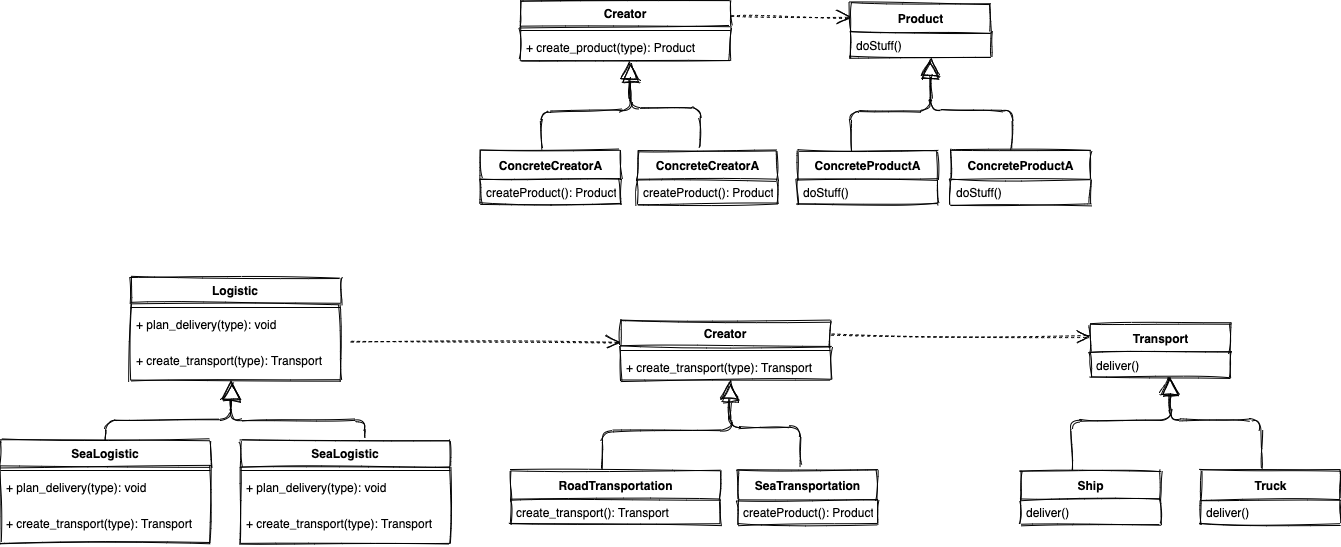 Creator
+ create_product(type): Product
Product
doStuff()
ConcreteCreatorA
createProduct(): Product
ConcreteCreatorA
createProduct(): Product
ConcreteProductA
doStuff()
ConcreteProductA
doStuff()
Logistic
+ plan_delivery(type): void
+ create_transport(type): Transport
Creator
+ create_transport(type): Transport
Transport
deliver()
SeaLogistic
+ plan_delivery(type): void
+ create_transport(type): Transport
SeaLogistic
+ plan_delivery(type): void
+ create_transport(type): Transport
RoadTransportation
create_transport(): Transport
SeaTransportation
createProduct(): Product
Ship
deliver()
Truck
deliver()